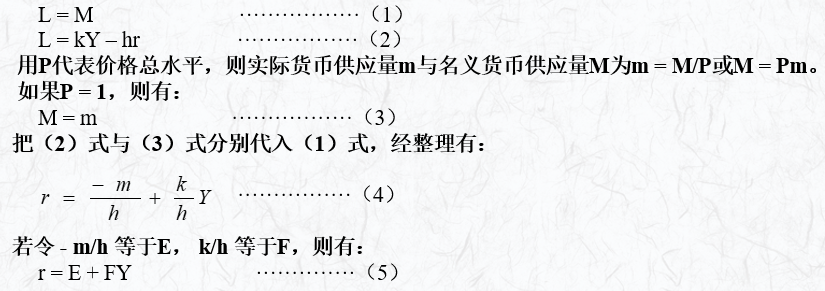 L = M ················· （1）
L = kY – hr ················· （2）
用P代表价格总水平，则实际货币供应量m与名义货币供应量M为m = M/P或M = Pm。
如果P = 1，则有：
M = m ················· （3）
把（2）式与（3）式分别代入（1）式，经整理有：
r = − m/h + k/h Y ················ （4）
若令 - m/h 等于E， k/h 等于F，则有：
r = E + FY ·············· （5）